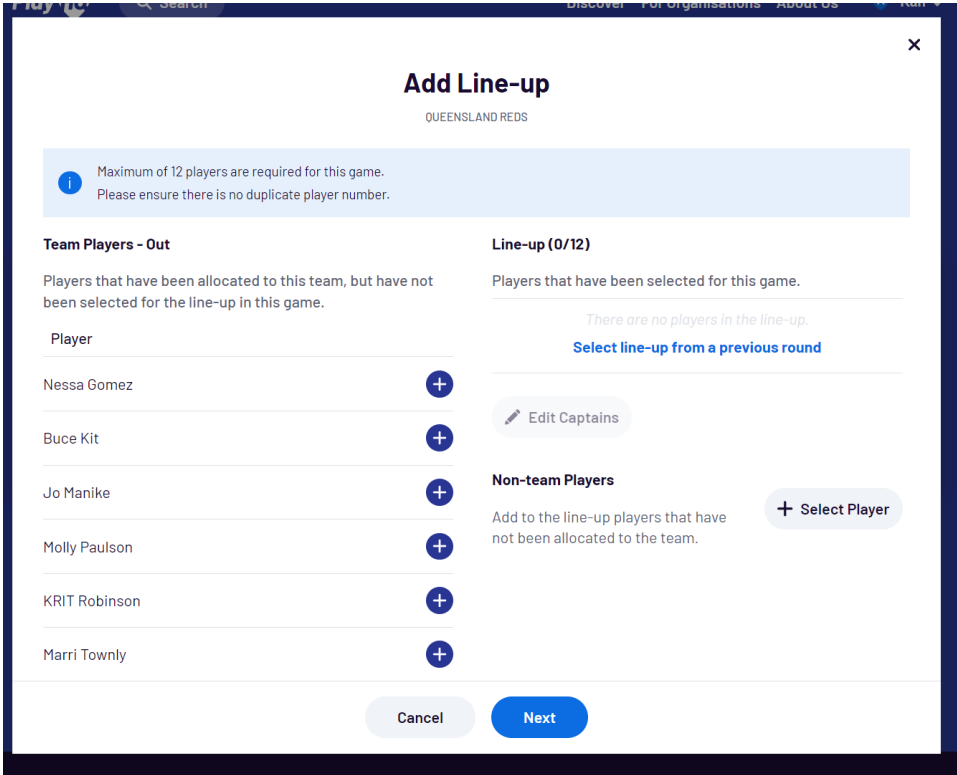 Play
Search
Discover For Organisations About Us
Add Line-up
QUEENSLAND REDS
Maximum of 12 players are required for this game.
Please ensure there is no duplicate player number.
Team Players - Out
Players that have been allocated to this team, but have not
been selected for the line-up in this game.
Player
Nessa Gomez
Buce Kit
Jo Manike
Molly Paulson
KRIT Robinson
Marri Townly
Line-up (0/12)
Players that have been selected for this game.
There are no players in the line-up.
Select line-up from a previous round
Edit Captains
Non-team Players
Add to the line-up players that have
not been allocated to the team.
Select Player
Cancel
Next